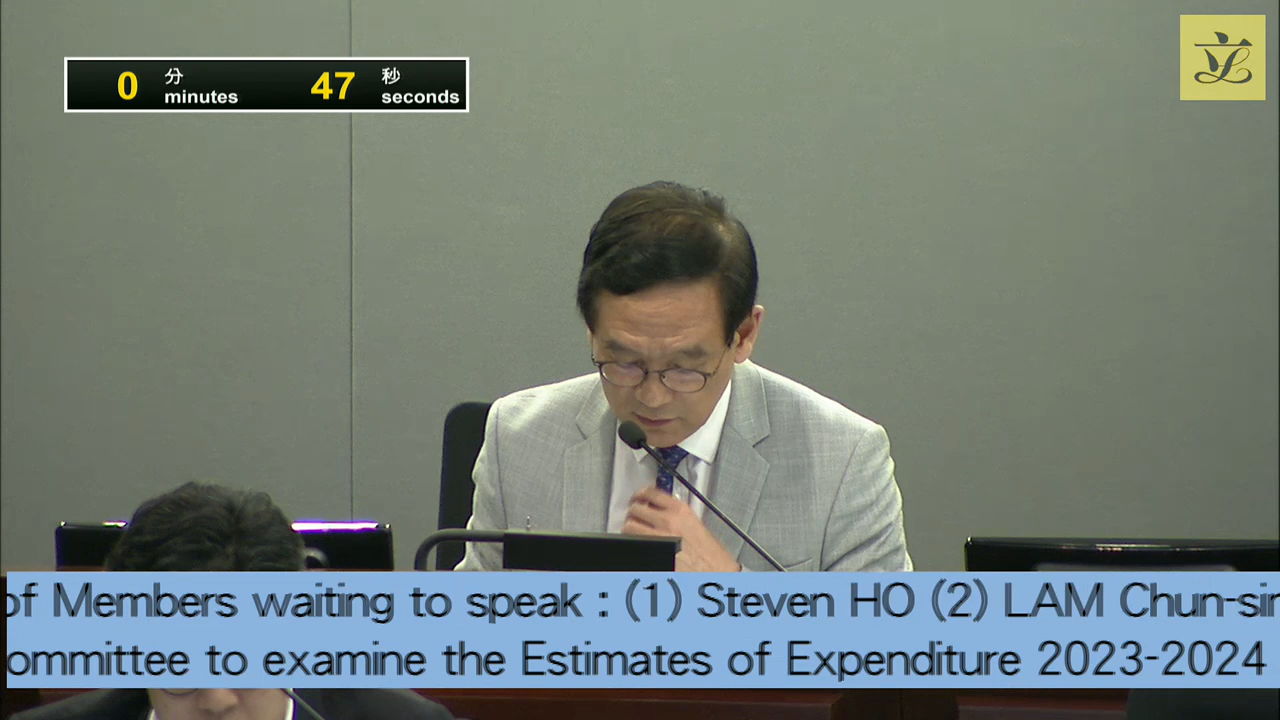 0 分 47 秒
minutes seconds
立
of Members waiting to speak : (1) Steven HO (2) LAM Chun-sin
ommittee to examine the Estimates of Expenditure 2023-2024